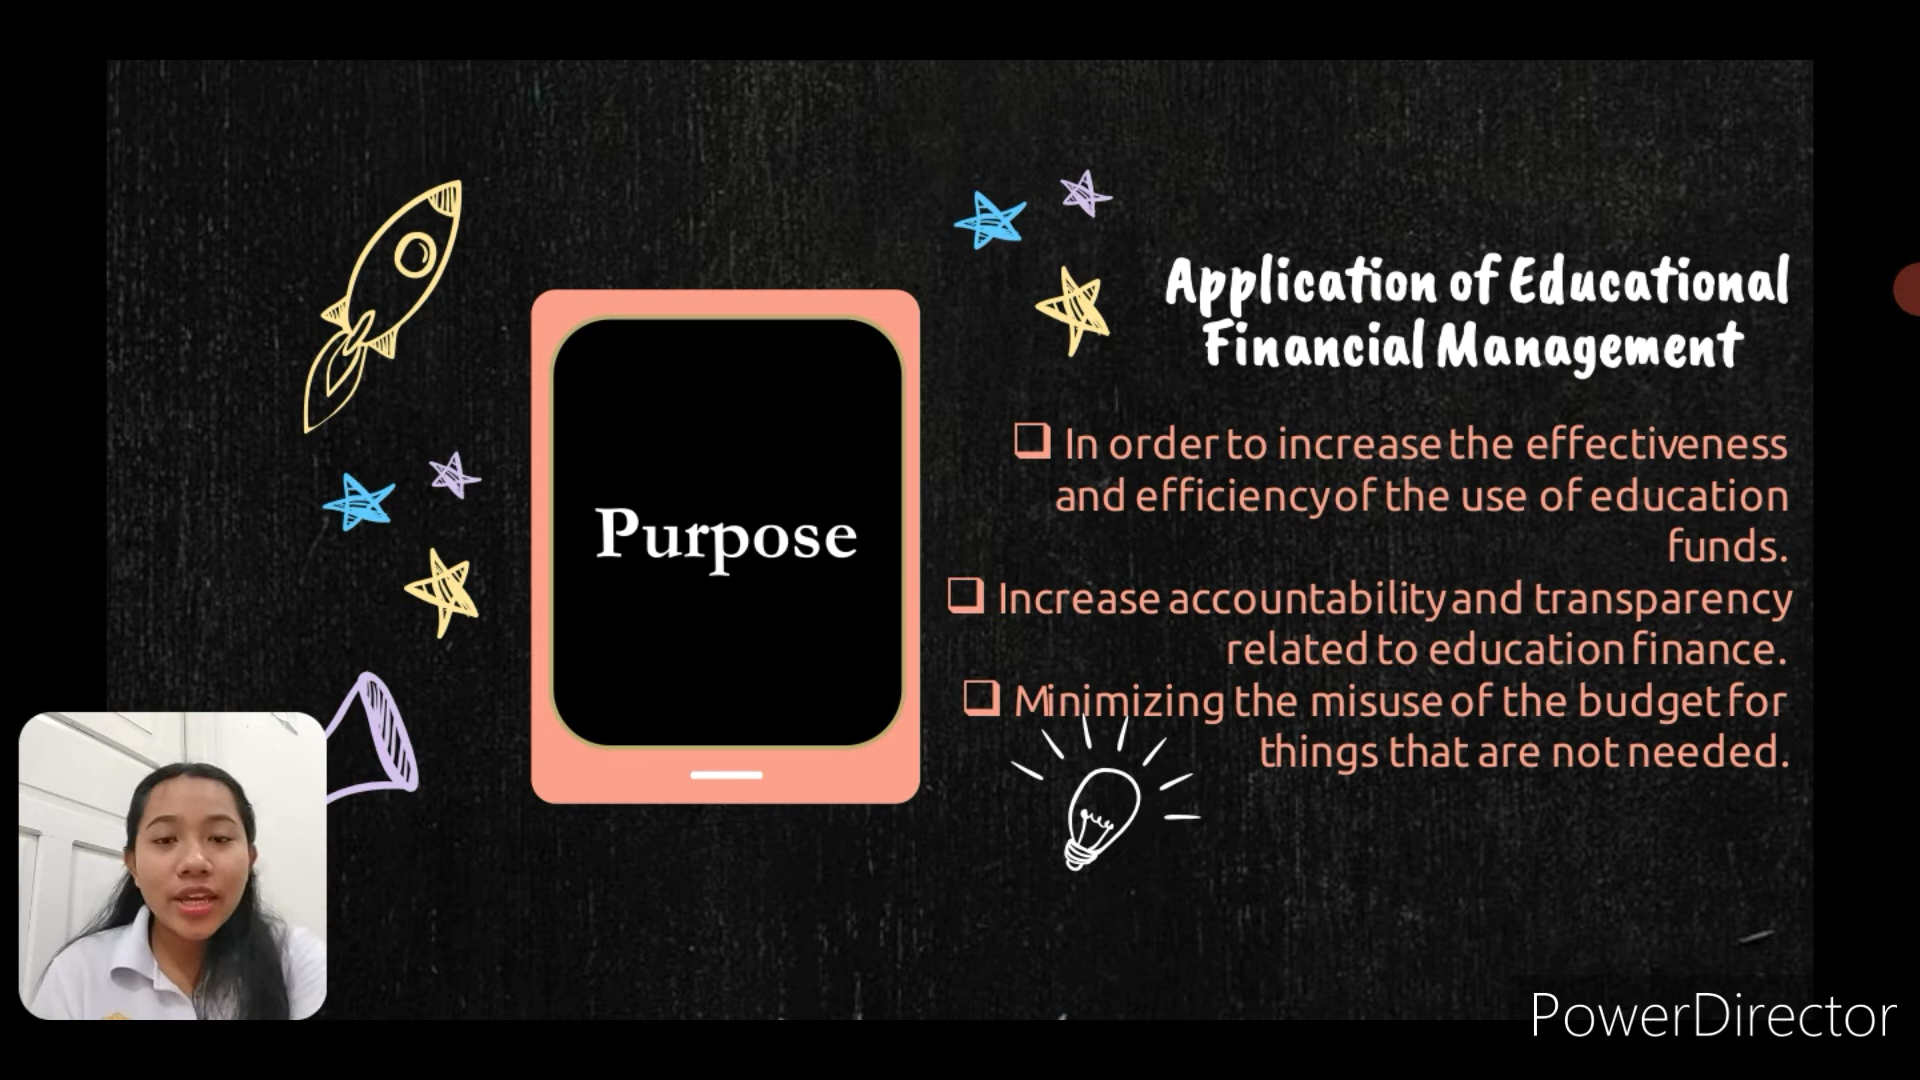 Purpose
Application of Educational
Financial Management
❑ In order to increase the effectiveness
and efficiency of the use of education
funds.
❑ Increase accountability and transparency
related to education finance.
❑ Minimizing the misuse of the budget for
things that are not needed.
PowerDirector